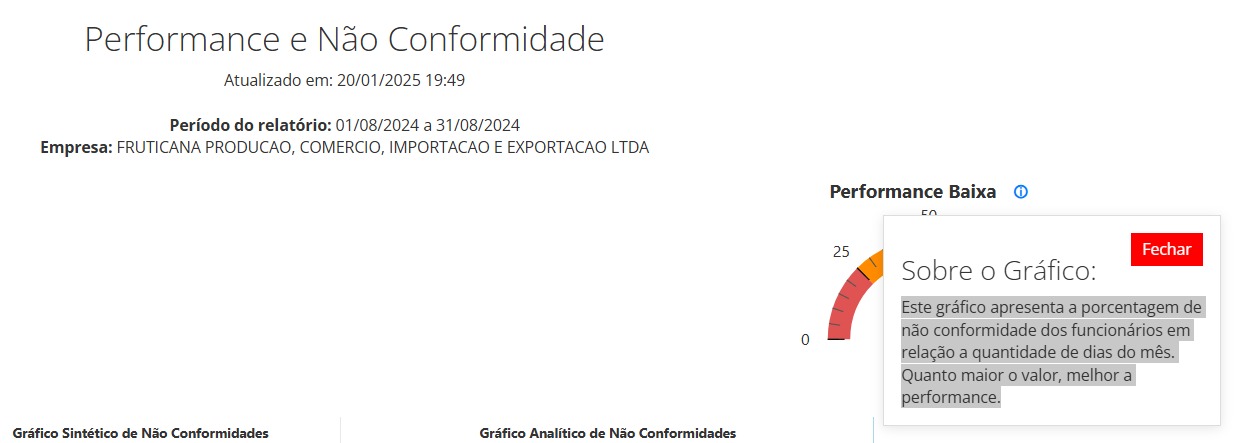 Performance e Não Conformidade
Atualizado em: 20/01/2025 19:49
Período do relatório: 01/08/2024 a 31/08/2024
Empresa: FRUTICANA PRODUCAO, COMERCIO, IMPORTACAO E EXPORTACAO LTDA
Performance Baixa
50
25
0
Fechar
Sobre o Gráfico:
Este gráfico apresenta a porcentagem de
não conformidade dos funcionários em
relação a quantidade de dias do mês.
Quanto maior o valor, melhor a
performance.
Gráfico Sintético de Não Conformidades
Gráfico Analítico de Não Conformidades